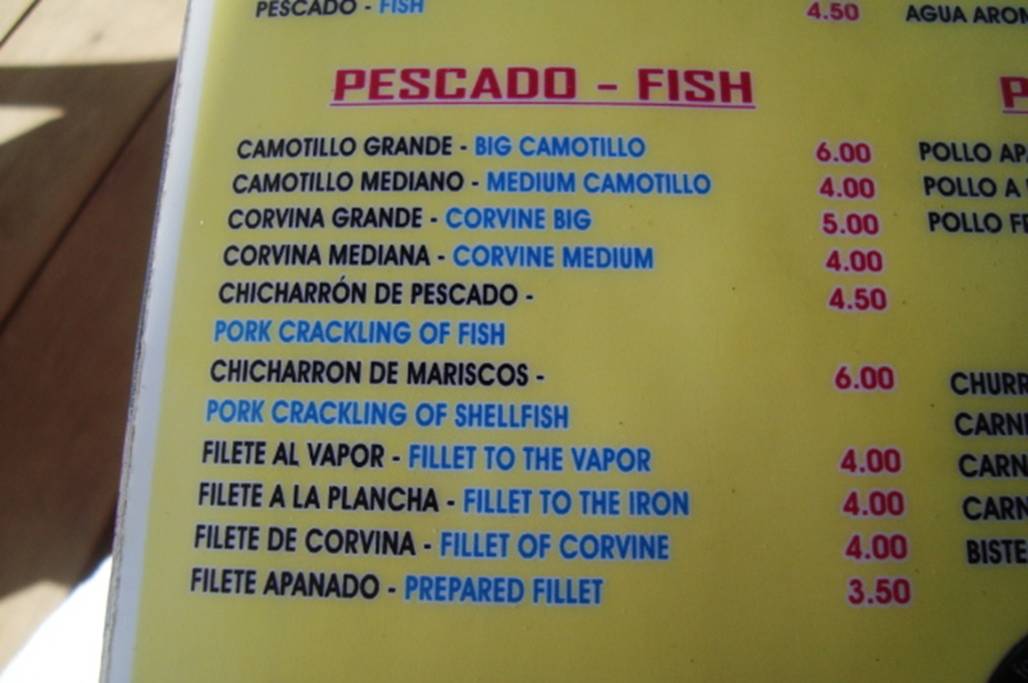 PESCADO - FISH 4.50 AGUA
PESCADO - FISH
CAMOTILLO GRANDE - BIG CAMOTILLO 6.00 POLLO
CAMOTILLO MEDIANO - MEDIUM CAMOTILLO 4.00 POLLO A
CORVINA GRANDE - CORVINE BIG 5.00 POLLO
CORVINA MEDIANA - CORVINE MEDIUM 4.00
CHICHARRÓN DE PESCADO - 4.50
PORK CRACKLING OF FISH
CHICHARRON DE MARISCOS - 6.00
PORK CRACKLING OF SHELLFISH
FILETE AL VAPOR - FILLET TO THE VAPOR 4.00
FILETE A LA PLANCHA - FILLET TO THE IRON 4.00
FILETE DE CORVINA - FILLET OF CORVINE 4.00
FILETE APANADO - PREPARED FILLET 3.50